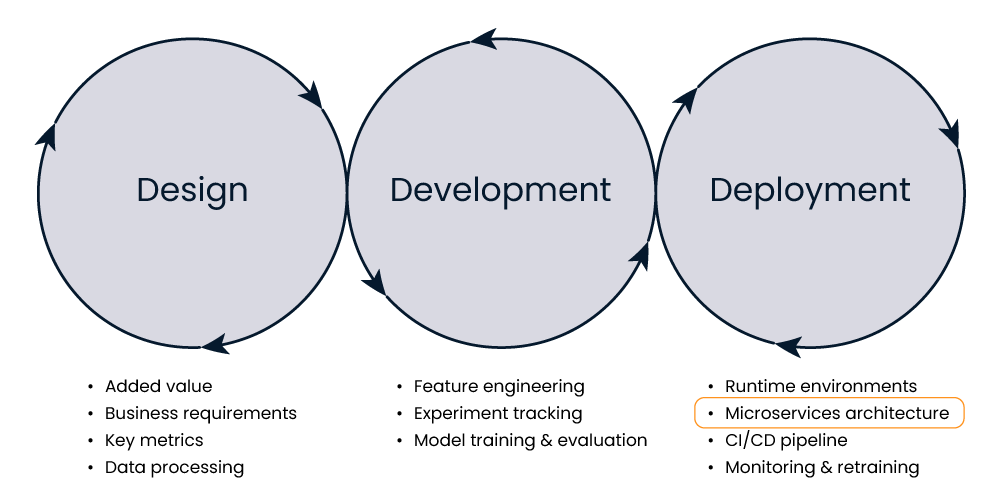 Design
Development
Deployment
• Added value
• Business requirements
• Key metrics
• Data processing
• Feature engineering
• Experiment tracking
• Model training & evaluation
• Runtime environments
• Microservices architecture
• CI/CD pipeline
• Monitoring & retraining